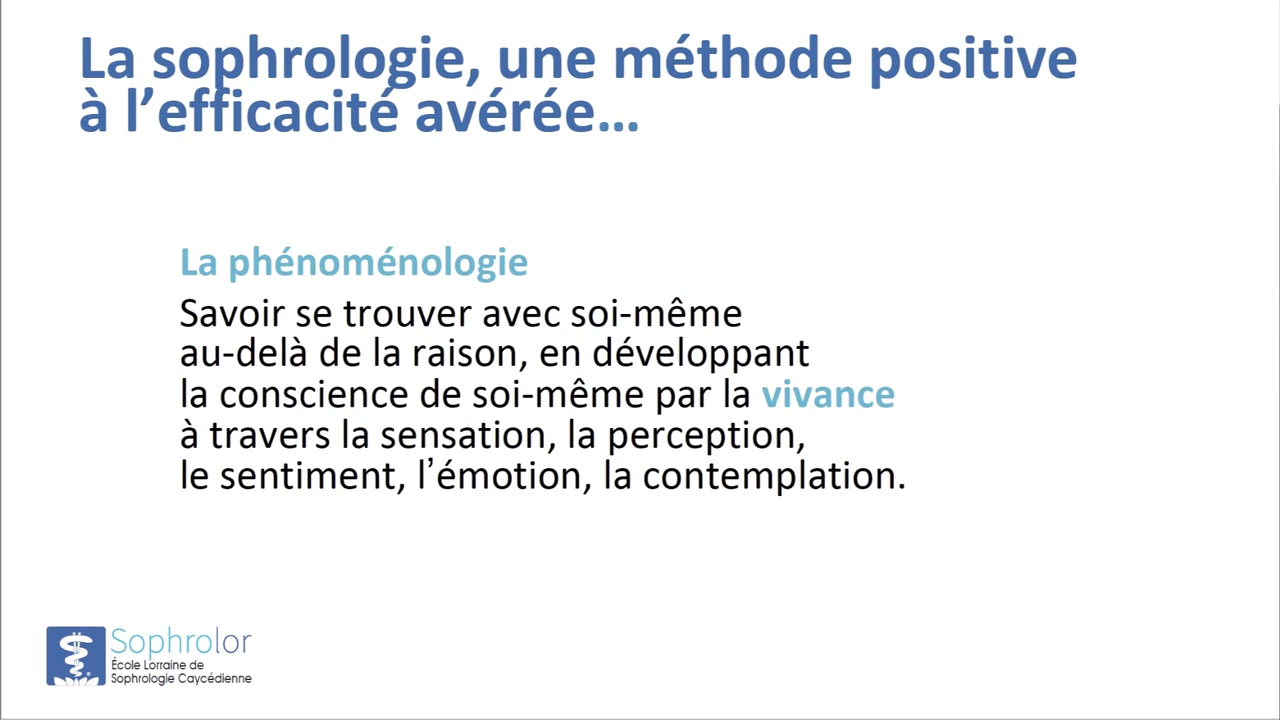 La sophrologie, une méthode positive
à l’efficacité avérée...
La phénoménologie
Savoir se trouver avec soi-même
au-delà de la raison, en développant
la conscience de soi-même par la vivance
à travers la sensation, la perception,
le sentiment, l’émotion, la contemplation.
Sophrolor
École Lorraine de
Sophrologie Caycédienne